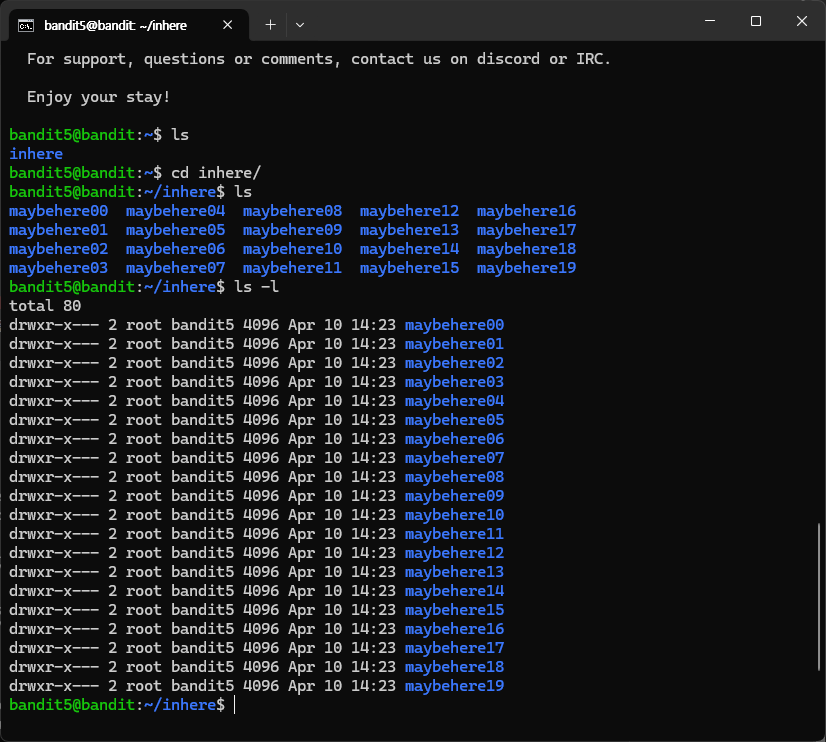 bandit5@bandit: ~/inhere
For support, questions or comments, contact us on discord or IRC.
Enjoy your stay!
bandit5@bandit:~$ ls
inhere
bandit5@bandit:~$ cd inhere/
bandit5@bandit:~/inhere$ ls
maybehere00 maybehere04 maybehere08 maybehere12 maybehere16
maybehere01 maybehere05 maybehere09 maybehere13 maybehere17
maybehere02 maybehere06 maybehere10 maybehere14 maybehere18
maybehere03 maybehere07 maybehere11 maybehere15 maybehere19
bandit5@bandit:~/inhere$ ls -l
total 80
drwxr-x--- 2 root bandit5 4096 Apr 10 14:23 maybehere00
drwxr-x--- 2 root bandit5 4096 Apr 10 14:23 maybehere01
drwxr-x--- 2 root bandit5 4096 Apr 10 14:23 maybehere02
drwxr-x--- 2 root bandit5 4096 Apr 10 14:23 maybehere03
drwxr-x--- 2 root bandit5 4096 Apr 10 14:23 maybehere04
drwxr-x--- 2 root bandit5 4096 Apr 10 14:23 maybehere05
drwxr-x--- 2 root bandit5 4096 Apr 10 14:23 maybehere06
drwxr-x--- 2 root bandit5 4096 Apr 10 14:23 maybehere07
drwxr-x--- 2 root bandit5 4096 Apr 10 14:23 maybehere08
drwxr-x--- 2 root bandit5 4096 Apr 10 14:23 maybehere09
drwxr-x--- 2 root bandit5 4096 Apr 10 14:23 maybehere10
drwxr-x--- 2 root bandit5 4096 Apr 10 14:23 maybehere11
drwxr-x--- 2 root bandit5 4096 Apr 10 14:23 maybehere12
drwxr-x--- 2 root bandit5 4096 Apr 10 14:23 maybehere13
drwxr-x--- 2 root bandit5 4096 Apr 10 14:23 maybehere14
drwxr-x--- 2 root bandit5 4096 Apr 10 14:23 maybehere15
drwxr-x--- 2 root bandit5 4096 Apr 10 14:23 maybehere16
drwxr-x--- 2 root bandit5 4096 Apr 10 14:23 maybehere17
drwxr-x--- 2 root bandit5 4096 Apr 10 14:23 maybehere18
drwxr-x--- 2 root bandit5 4096 Apr 10 14:23 maybehere19
bandit5@bandit:~/inhere$